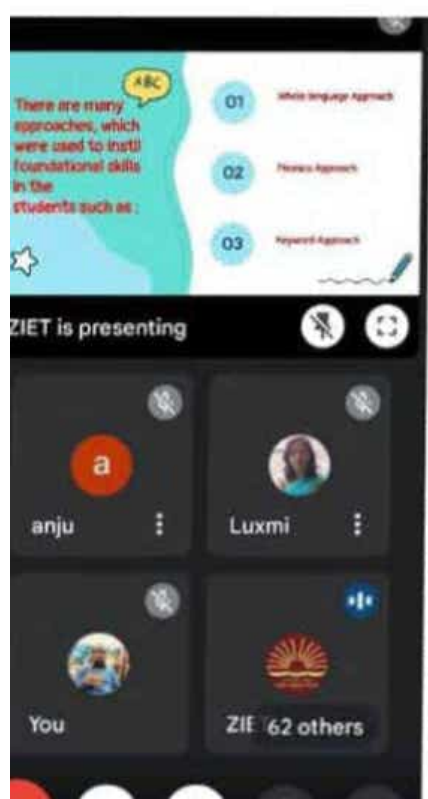 ABC
There are many
approaches, which
were used to instil
foundational skills
in the
students such as :
01
Whole language Approach
02
Phonics Approach
03
Keyword Approach
ZIET is presenting
a
anju
Luxmi
You
ZIE
62 others